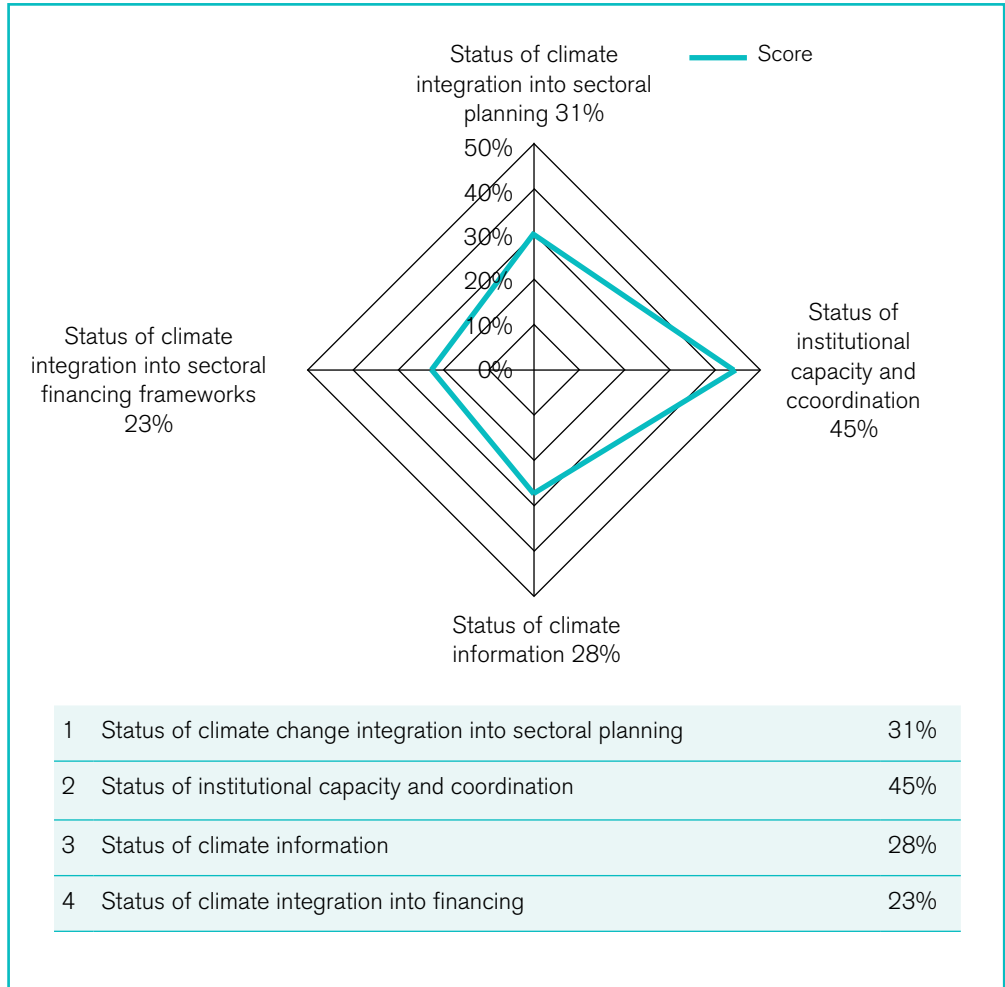 Status of climate
integration into sectoral
planning 31%
Score
50%
40%
30%
20%
10%
0%
Status of climate
integration into sectoral
financing frameworks
23%
Status of
institutional
capacity and
ccoordination
45%
Status of climate
information 28%
1 Status of climate change integration into sectoral planning 31%
2 Status of institutional capacity and coordination 45%
3 Status of climate information 28%
4 Status of climate integration into financing 23%